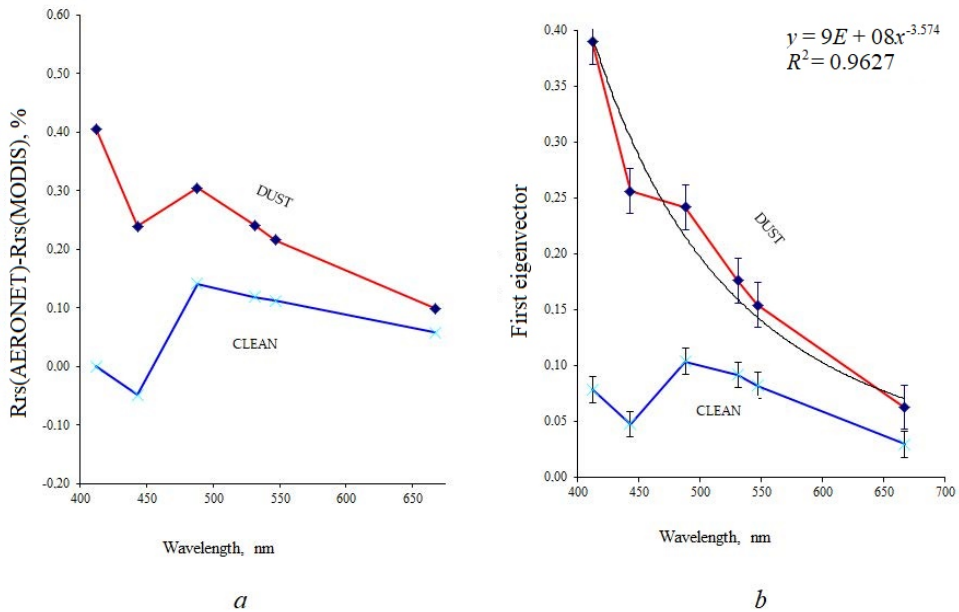 0.60
0.50
0.40
0.30
0.20
0.10
0.00
-0.10
-0.20
400 450 500 550 600 650
Rrs(AERONET)-Rrs(MODIS), %
DUST
CLEAN
Wavelength, nm
a
0.40
0.35
0.30
0.25
0.20
0.15
0.10
0.05
0.00
400 450 500 550 600 650 700
First eigenvector
y = 9E + 08x^-3.574
R² = 0.9627
DUST
CLEAN
Wavelength, nm
b